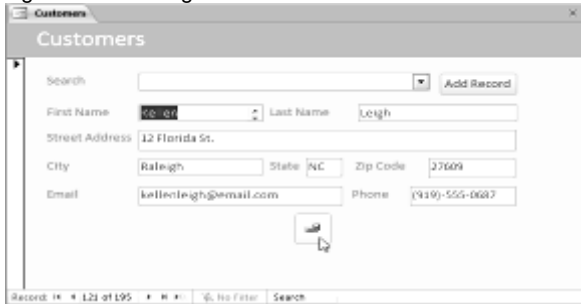 Customers
Customers
Search Add Record
First Name Kellen Last Name Leigh
Street Address 12 Florida St.
City Raleigh State NC Zip Code 27609
Email kellenleigh@email.com Phone (919)-555-0687
Record: 121 of 195 No Filter Search